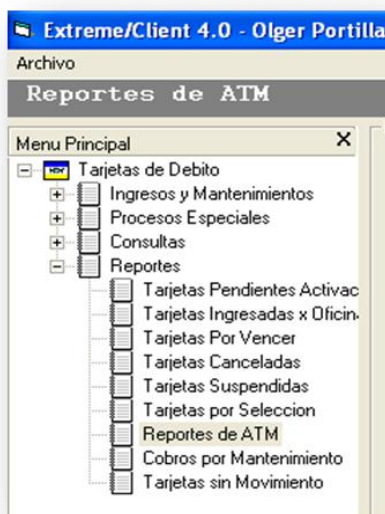 Extreme/Client 4.0 - Olger Portilla
Archivo
Reportes de ATM
Menu Principal
Tarjetas de Debito
Ingresos y Mantenimientos
Procesos Especiales
Consultas
Reportes
Tarjetas Pendientes Activac
Tarjetas Ingresadas x Oficin
Tarjetas Por Vencer
Tarjetas Canceladas
Tarjetas Suspendidas
Tarjetas por Seleccion
Reportes de ATM
Cobros por Mantenimiento
Tarjetas sin Movimiento